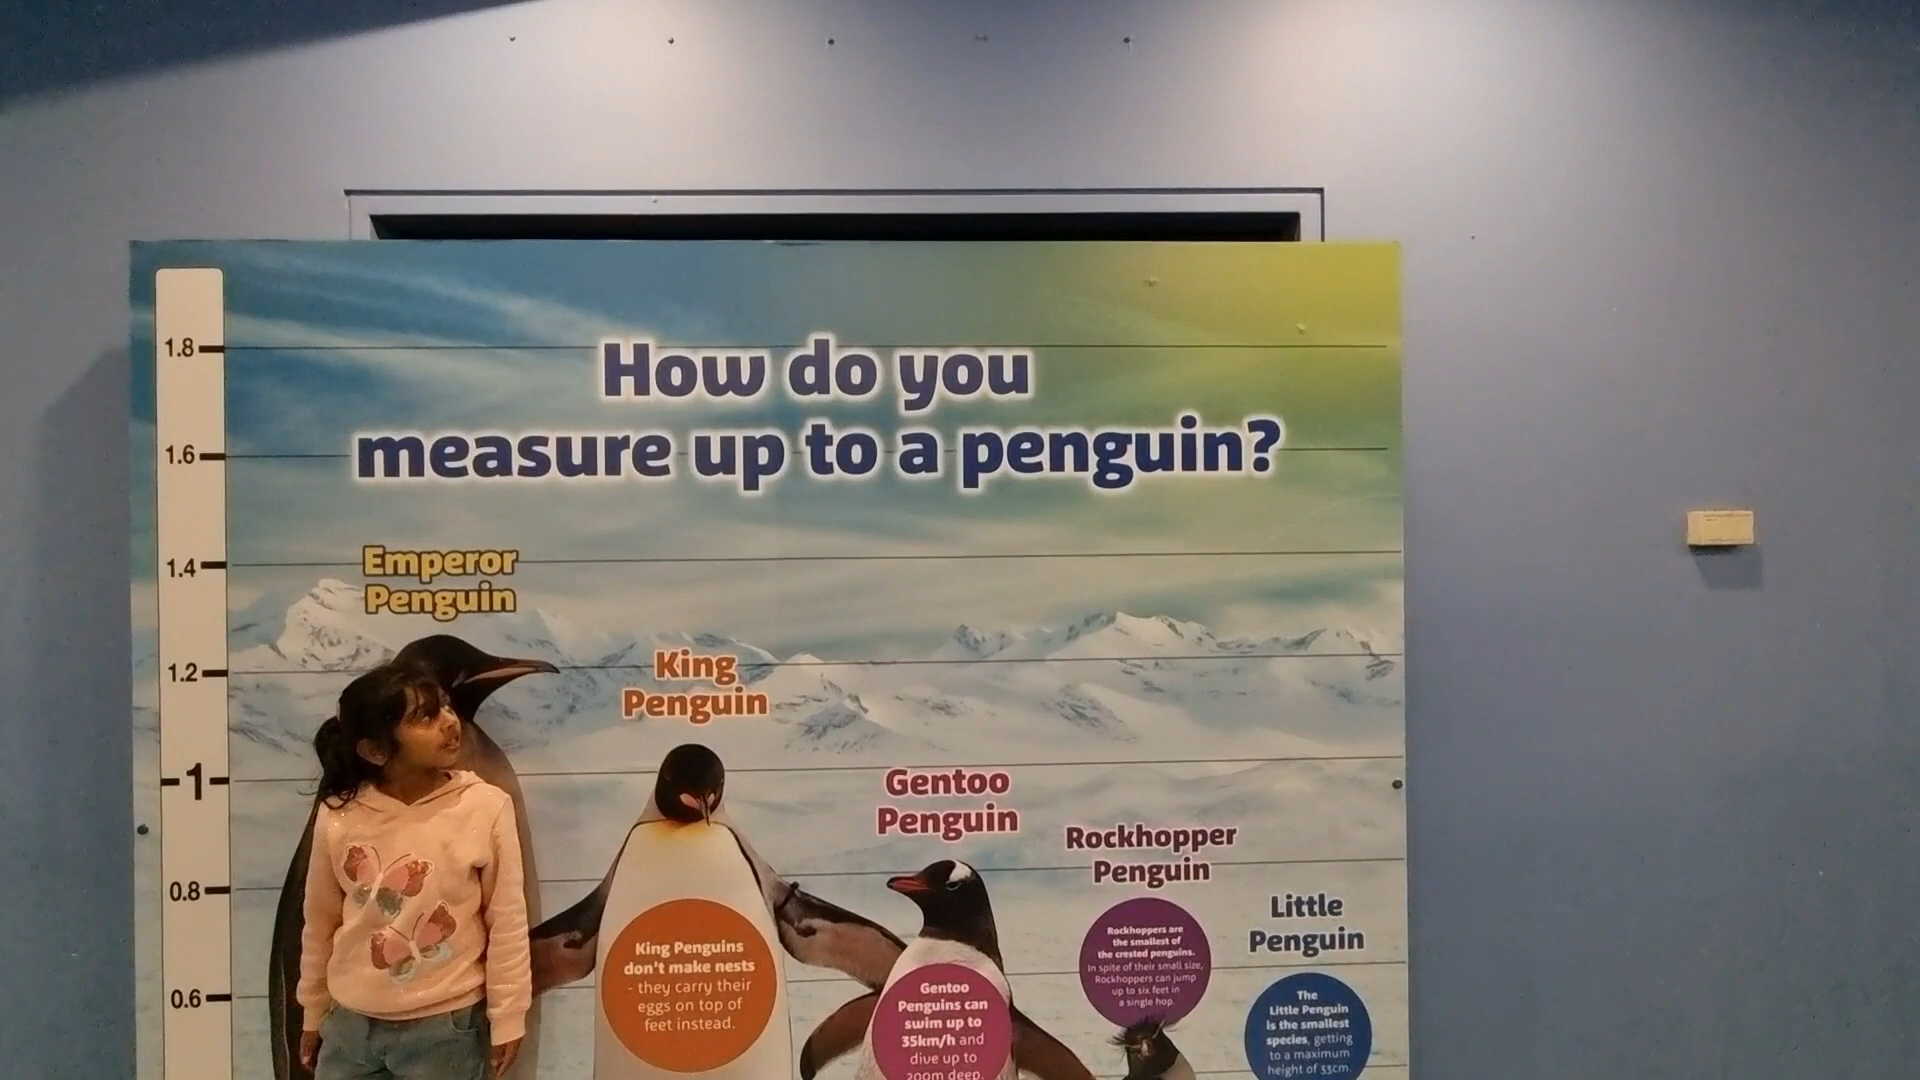 How do you
measure up to a penguin?
1.8
1.6
1.4
1.2
1
0.8
0.6
Emperor
Penguin
King
Penguin
King Penguins
don't make nests
- they carry their
eggs on top of
feet instead.
Gentoo
Penguin
Gentoo
Penguins can
swim up to
35km/h and
dive up to
200m deep.
Rockhopper
Penguin
Rockhoppers are
the smallest of
the crested penguins.
In spite of their small size,
Rockhoppers can jump
up to six feet in
a single hop.
Little
Penguin
The
Little Penguin
is the smallest
species, getting
to a maximum
height of 33cm.